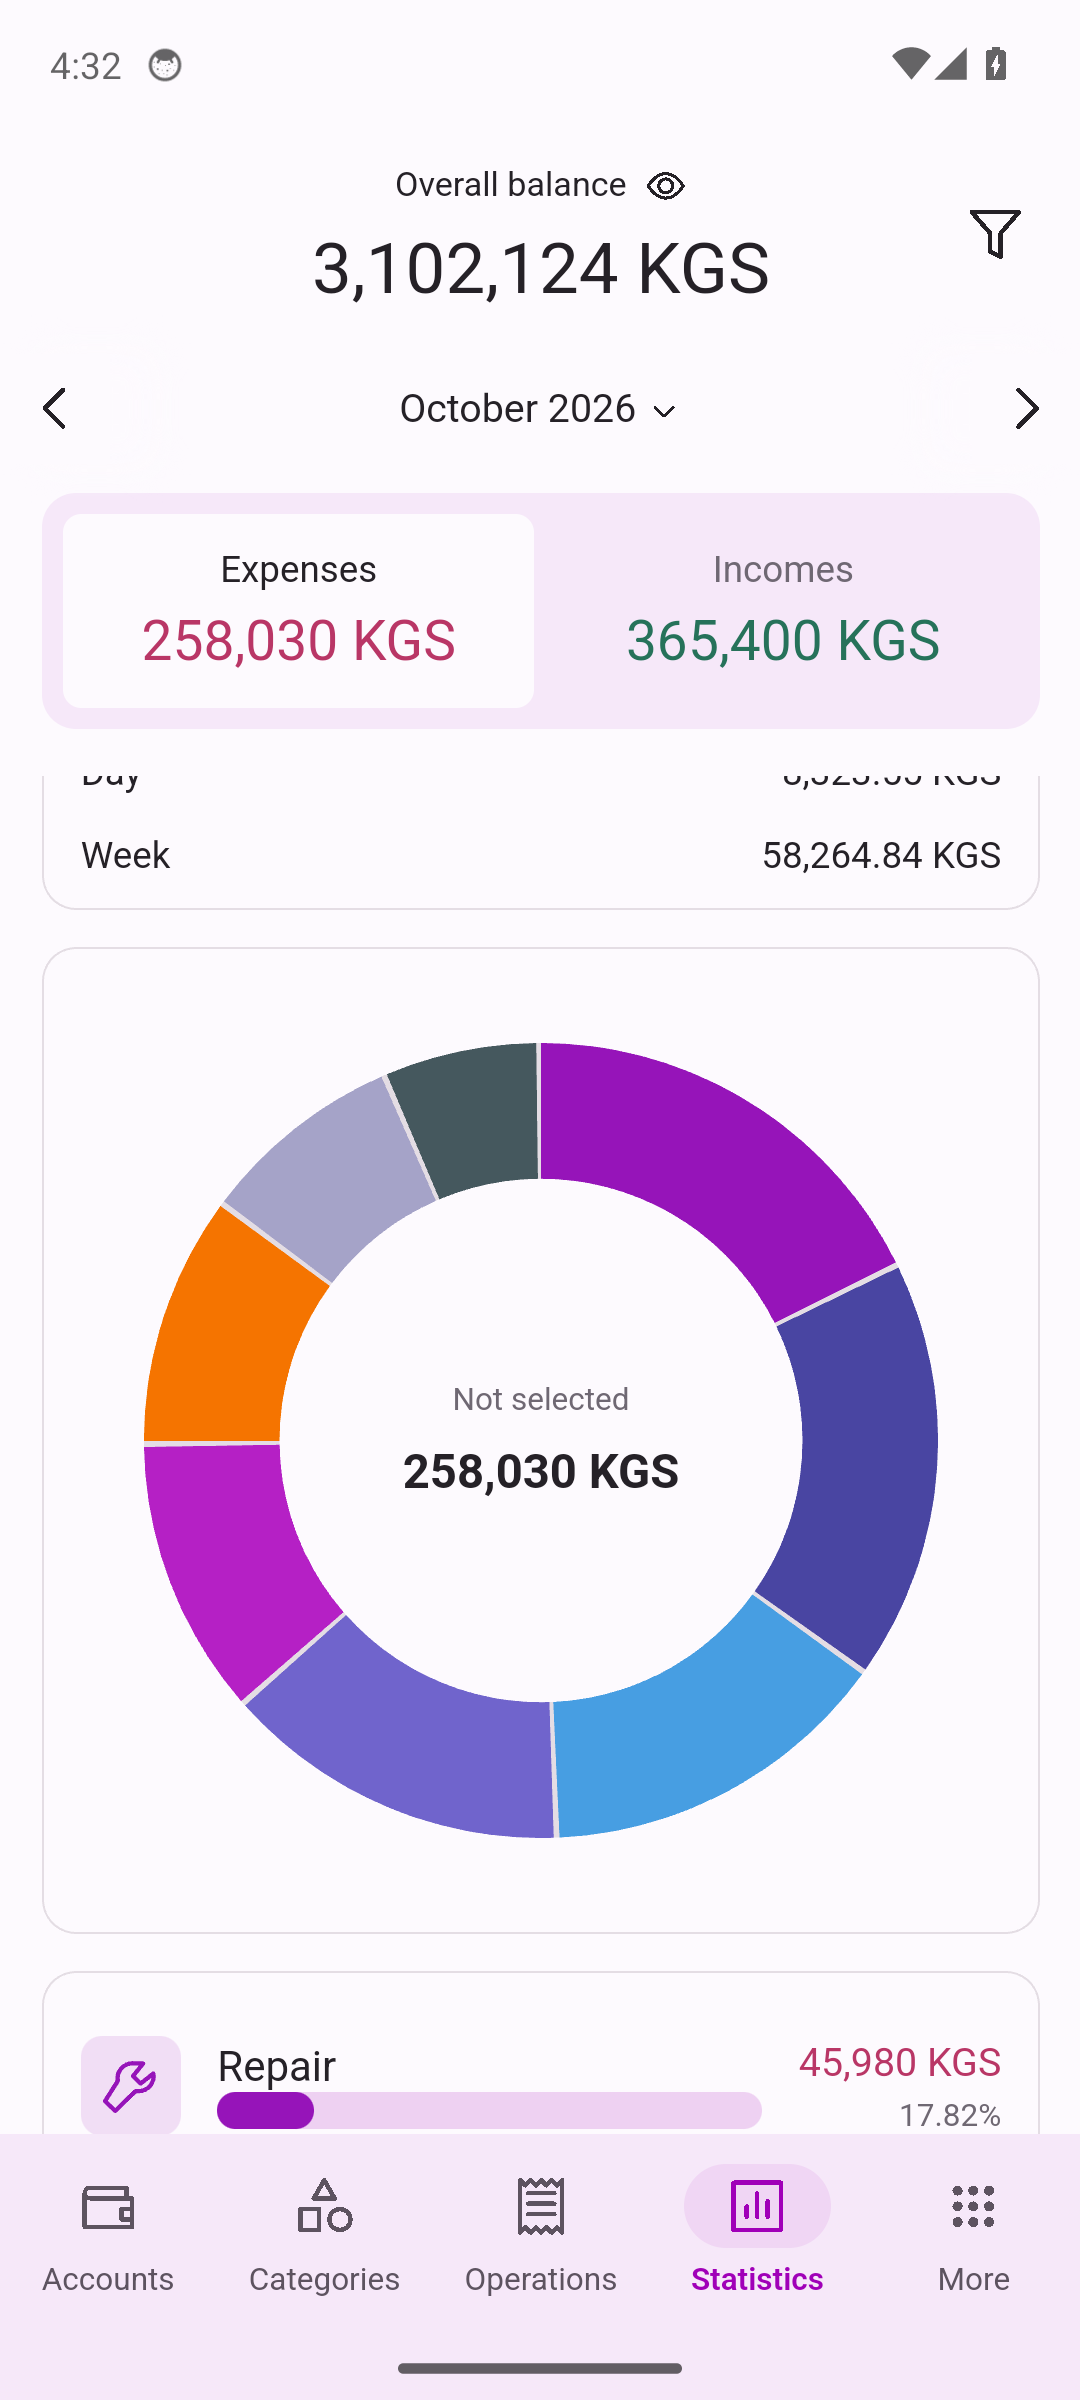 4:32
Overall balance
3,102,124 KGS
October 2026
Expenses
Incomes
258,030 KGS
365,400 KGS
Day
KGS
Week
58,264.84 KGS
Not selected
258,030 KGS
Repair
45,980 KGS
17.82%
Accounts
Categories
Operations
Statistics
More